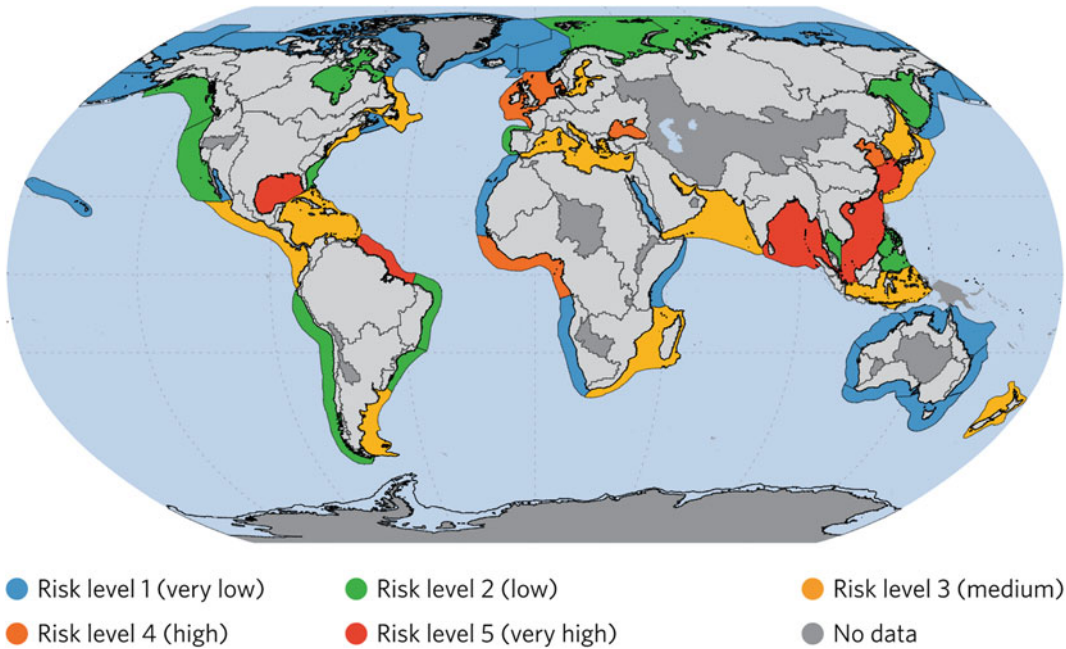 Risk level 1 (very low)
Risk level 2 (low)
Risk level 3 (medium)
Risk level 4 (high)
Risk level 5 (very high)
No data